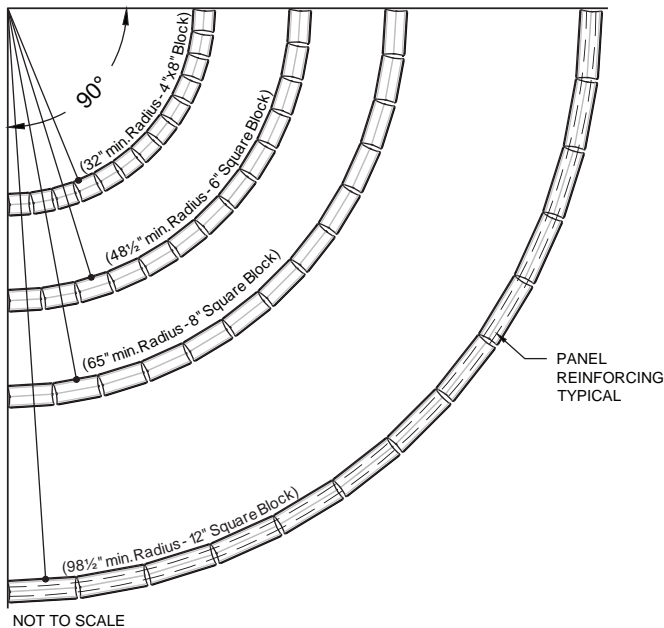 90°
(32" min. Radius - 4"x8" Block)
(48½" min. Radius - 6" Square Block)
(65" min. Radius - 8" Square Block)
PANEL
REINFORCING
TYPICAL
(98½" min. Radius - 12" Square Block)
NOT TO SCALE